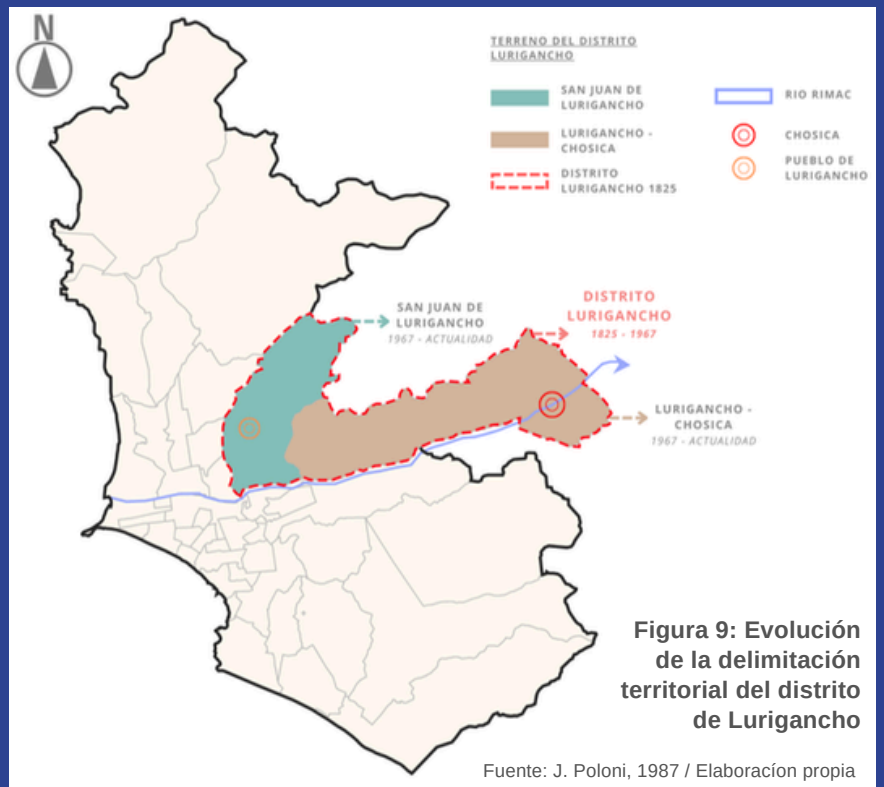 N
TERRENO DEL DISTRITO
LURIGANCHO
SAN JUAN DE
LURIGANCHO
LURIGANCHO -
CHOSICA
DISTRITO
LURIGANCHO 1825
RIO RIMAC
CHOSICA
PUEBLO DE
LURIGANCHO
SAN JUAN DE
LURIGANCHO
1967 - ACTUALIDAD
DISTRITO
LURIGANCHO
1825 - 1967
LURIGANCHO -
CHOSICA
1967 - ACTUALIDAD
Figura 9: Evolución
de la delimitación
territorial del distrito
de Lurigancho
Fuente: J. Poloni, 1987 / Elaboracíon propia